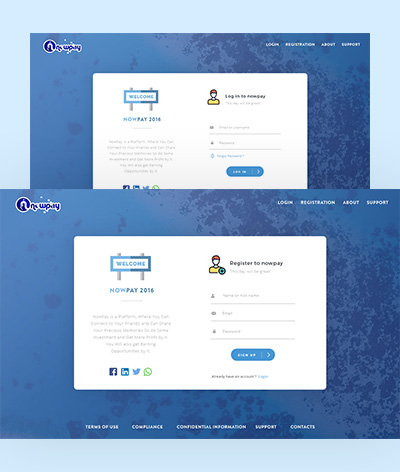 nowpay
LOGIN REGISTRATION ABOUT SUPPORT
WELCOME
NOWPAY 2016
NowPay is a Platform, Where You Can
Connect to Your Friends and Can Share
Your Precious Memories So do Some
Investment and Get More Profit by it
You Will also get Earning
Opportunities by it.
Log in to nowpay
This day will be great!
Email or Username
Password
Forget Password?
LOG IN
nowpay
LOGIN REGISTRATION ABOUT SUPPORT
WELCOME
NOWPAY 2016
NowPay is a Platform, Where You Can
Connect to Your Friends and Can Share
Your Precious Memories So do Some
Investment and Get More Profit by it
You Will also get Earning
Opportunities by it.
Register to nowpay
This day will be great!
Name or Nick name
Email
Password
SIGN UP
Already have an account ? Login
TERMS OF USE COMPLIANCE CONFIDENTIAL INFORMATION SUPPORT CONTACTS